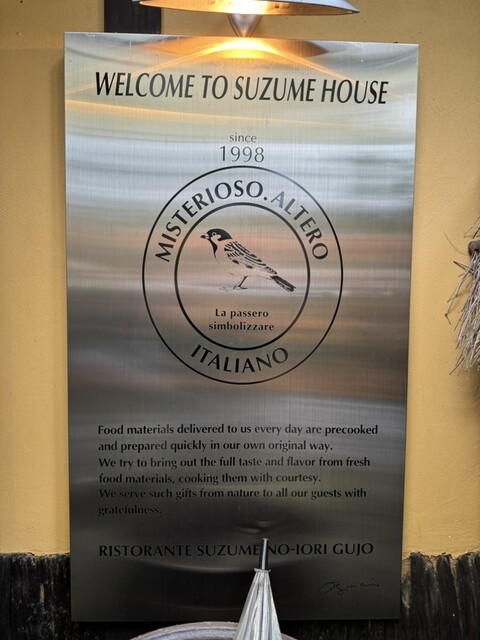 WELCOME TO SUZUME HOUSE
since
1998
MISTERIOSO.ALTERO
La passero
simbolizzare
ITALIANO
Food materials delivered to us every day are precooked
and prepared quickly in our own original way.
We try to bring out the full taste and flavor from fresh
food materials, cooking them with courtesy.
We serve such gifts from nature to all our guests with
gratefulness.
RISTORANTE SUZUME NO-IORI GUJO